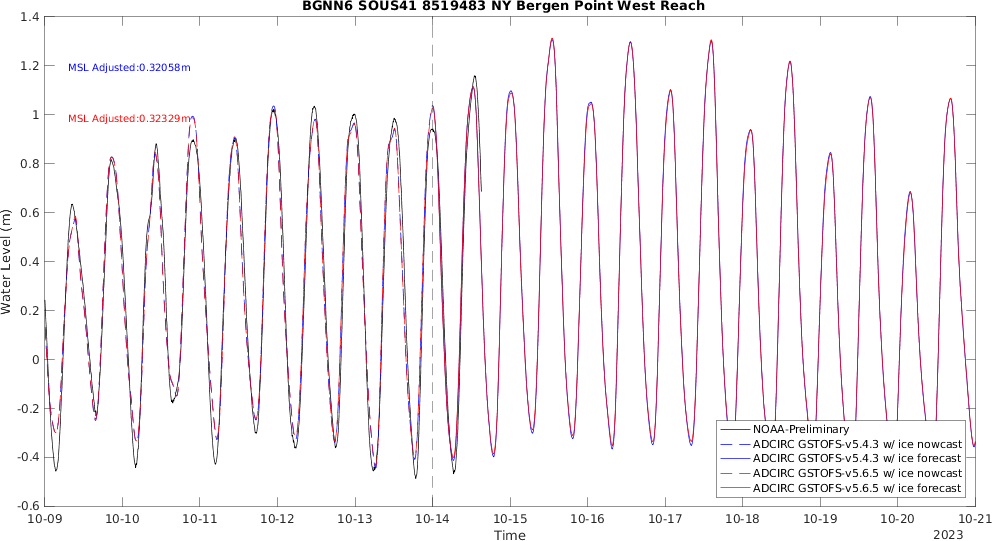 BGNN6 SOUS41 8519483 NY Bergen Point West Reach
1.4
1.2
1
0.8
0.6
0.4
0.2
0
-0.2
-0.4
-0.6
Water Level (m)
MSL Adjusted:0.32058m
MSL Adjusted:0.32329m
NOAA-Preliminary
ADCIRC GSTOFS-v5.4.3 w/ ice nowcast
ADCIRC GSTOFS-v5.4.3 w/ ice forecast
ADCIRC GSTOFS-v5.6.5 w/ ice nowcast
ADCIRC GSTOFS-v5.6.5 w/ ice forecast
10-09 10-10 10-11 10-12 10-13 10-14 10-15 10-16 10-17 10-18 10-19 10-20 10-21
Time
2023